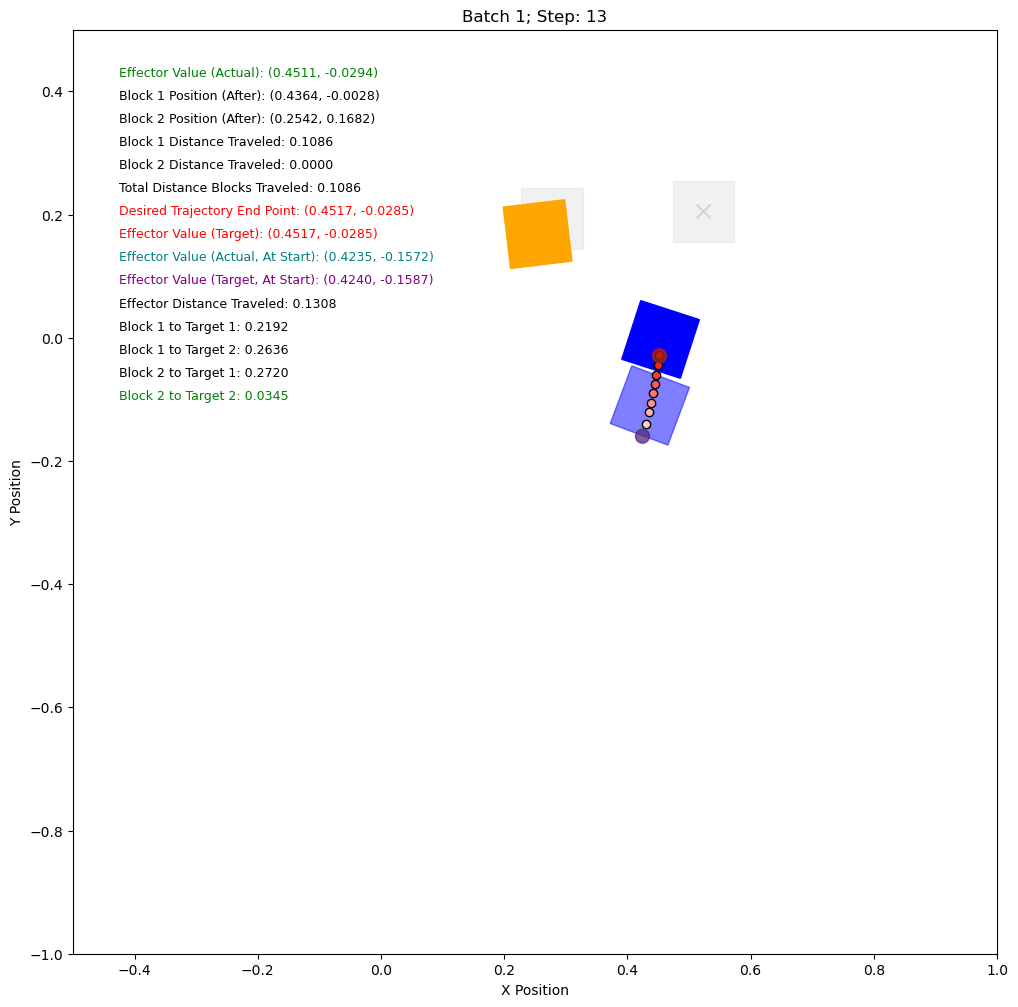 Batch 1; Step: 13
Effector Value (Actual): (0.4511, -0.0294)
Block 1 Position (After): (0.4364, -0.0028)
Block 2 Position (After): (0.2542, 0.1682)
Block 1 Distance Traveled: 0.1086
Block 2 Distance Traveled: 0.0000
Total Distance Blocks Traveled: 0.1086
Desired Trajectory End Point: (0.4517, -0.0285)
Effector Value (Target): (0.4517, -0.0285)
Effector Value (Actual, At Start): (0.4235, -0.1572)
Effector Value (Target, At Start): (0.4240, -0.1587)
Effector Distance Traveled: 0.1308
Block 1 to Target 1: 0.2192
Block 1 to Target 2: 0.2636
Block 2 to Target 1: 0.2720
Block 2 to Target 2: 0.0345
Y Position
0.4
0.2
0.0
−0.2
−0.4
−0.6
−0.8
−1.0
−0.4
−0.2
0.0
0.2
0.4
0.6
0.8
1.0
X Position